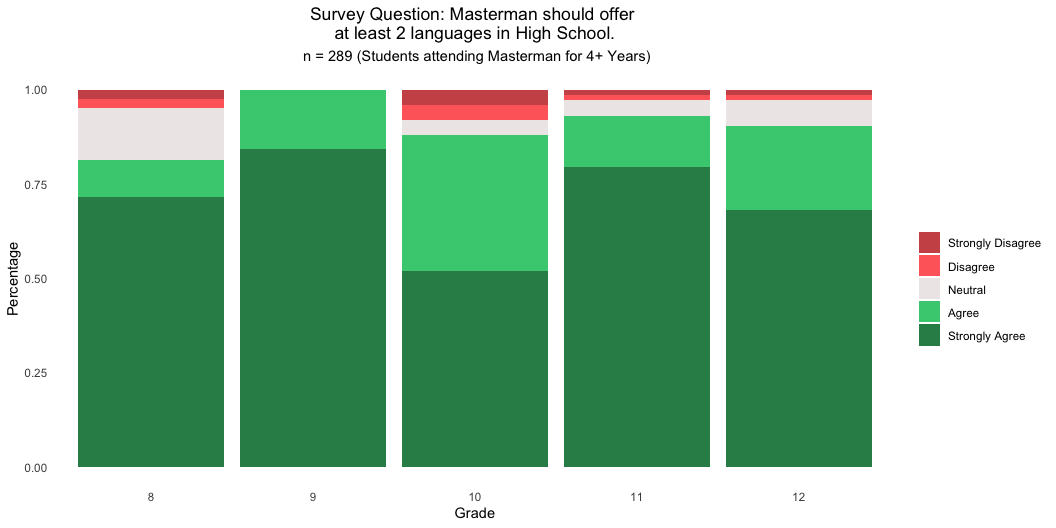 Survey Question: Masterman should offer
at least 2 languages in High School.
n = 289 (Students attending Masterman for 4+ Years)
1.00
0.75
0.50
0.25
0.00
Percentage
8 9 10 11 12
Grade
Strongly Disagree
Disagree
Neutral
Agree
Strongly Agree